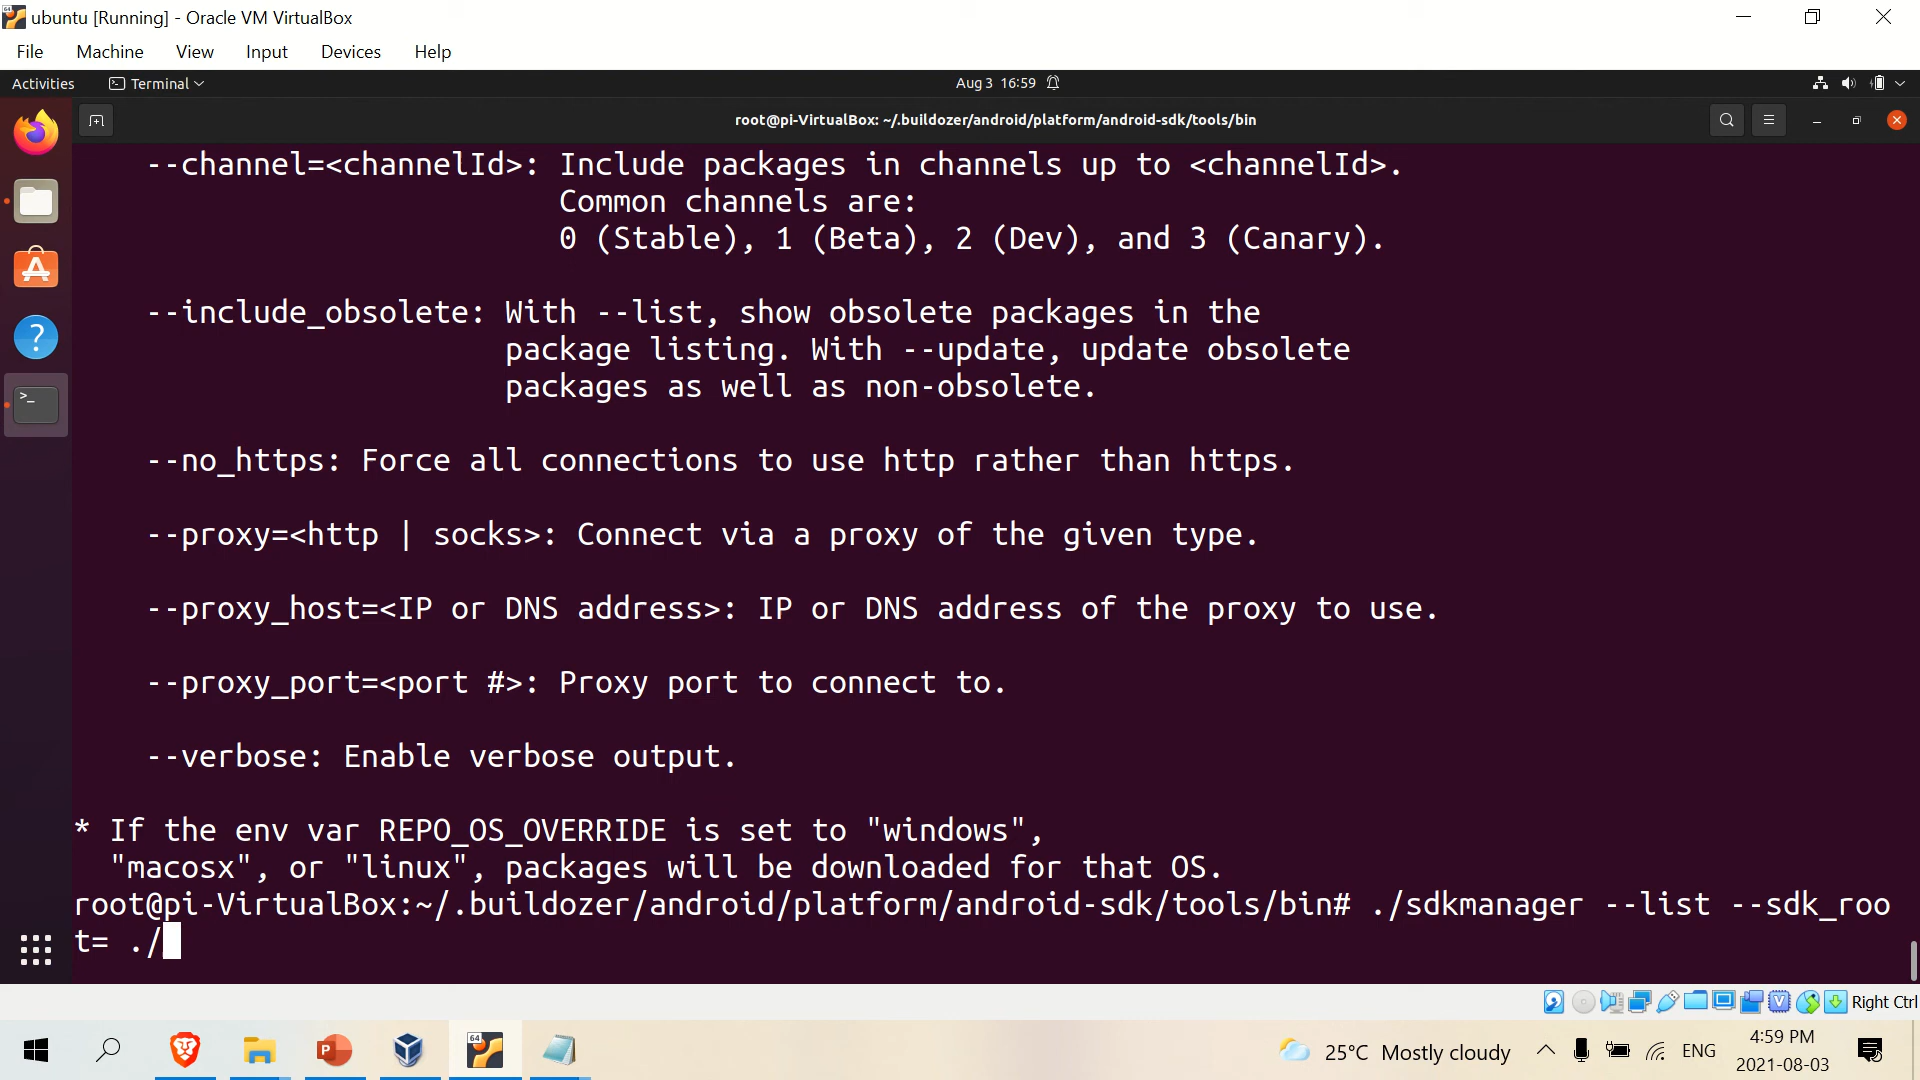 ubuntu [Running] - Oracle VM VirtualBox
File Machine View Input Devices Help
Activities Terminal Aug 3 16:59
root@pi-VirtualBox: ~/.buildozer/android/platform/android-sdk/tools/bin
--channel=<channelId>: Include packages in channels up to <channelId>.
Common channels are:
0 (Stable), 1 (Beta), 2 (Dev), and 3 (Canary).
--include_obsolete: With --list, show obsolete packages in the
package listing. With --update, update obsolete
packages as well as non-obsolete.
--no_https: Force all connections to use http rather than https.
--proxy=<http | socks>: Connect via a proxy of the given type.
--proxy_host=<IP or DNS address>: IP or DNS address of the proxy to use.
--proxy_port=<port #>: Proxy port to connect to.
--verbose: Enable verbose output.
* If the env var REPO_OS_OVERRIDE is set to "windows",
"macosx", or "linux", packages will be downloaded for that OS.
root@pi-VirtualBox:~/.buildozer/android/platform/android-sdk/tools/bin# ./sdkmanager --list --sdk_roo
t= ./
Right Ctrl
64
25°C Mostly cloudy ENG 4:59 PM
2021-08-03